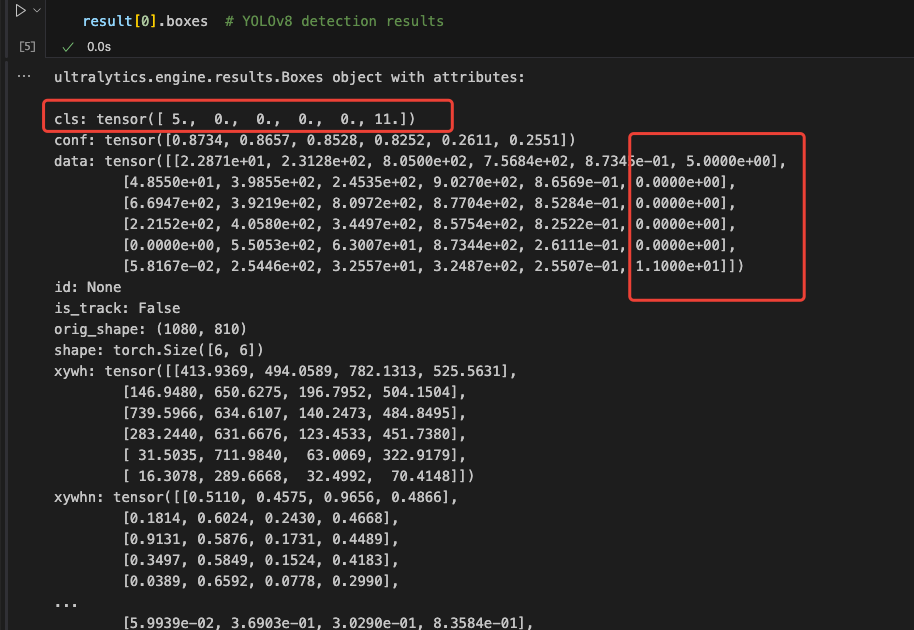 result[0].boxes  # YOLOv8 detection results
[5] ✓ 0.0s
... ultralytics.engine.results.Boxes object with attributes:
cls: tensor([ 5.,  0.,  0.,  0.,  0., 11.])
conf: tensor([0.8734, 0.8657, 0.8528, 0.8252, 0.2611, 0.2551])
data: tensor([[2.2871e+01, 2.3128e+02, 8.0500e+02, 7.5684e+02, 8.7345e-01, 5.0000e+00],
[4.8550e+01, 3.9855e+02, 2.4535e+02, 9.0270e+02, 8.6569e-01, 0.0000e+00],
[6.6947e+02, 3.9219e+02, 8.0972e+02, 8.7704e+02, 8.5284e-01, 0.0000e+00],
[2.2152e+02, 4.0580e+02, 3.4497e+02, 8.5754e+02, 8.2522e-01, 0.0000e+00],
[0.0000e+00, 5.5053e+02, 6.3007e+01, 8.7344e+02, 2.6111e-01, 0.0000e+00],
[5.8167e-02, 2.5446e+02, 3.2557e+01, 3.2487e+02, 2.5507e-01, 1.1000e+01]])
id: None
is_track: False
orig_shape: (1080, 810)
shape: torch.Size([6, 6])
xywh: tensor([[413.9369, 494.0589, 782.1313, 525.5631],
[146.9480, 650.6275, 196.7952, 504.1504],
[739.5966, 634.6107, 140.2473, 484.8495],
[283.2440, 631.6676, 123.4533, 451.7380],
[ 31.5035, 711.9840,  63.0069, 322.9179],
[ 16.3078, 289.6668,  32.4992,  70.4148]])
xywhn: tensor([[0.5110, 0.4575, 0.9656, 0.4866],
[0.1814, 0.6024, 0.2430, 0.4668],
[0.9131, 0.5876, 0.1731, 0.4489],
[0.3497, 0.5849, 0.1524, 0.4183],
[0.0389, 0.6592, 0.0778, 0.2990],
...
[5.9939e-02, 3.6903e-01, 3.0290e-01, 8.3584e-01],